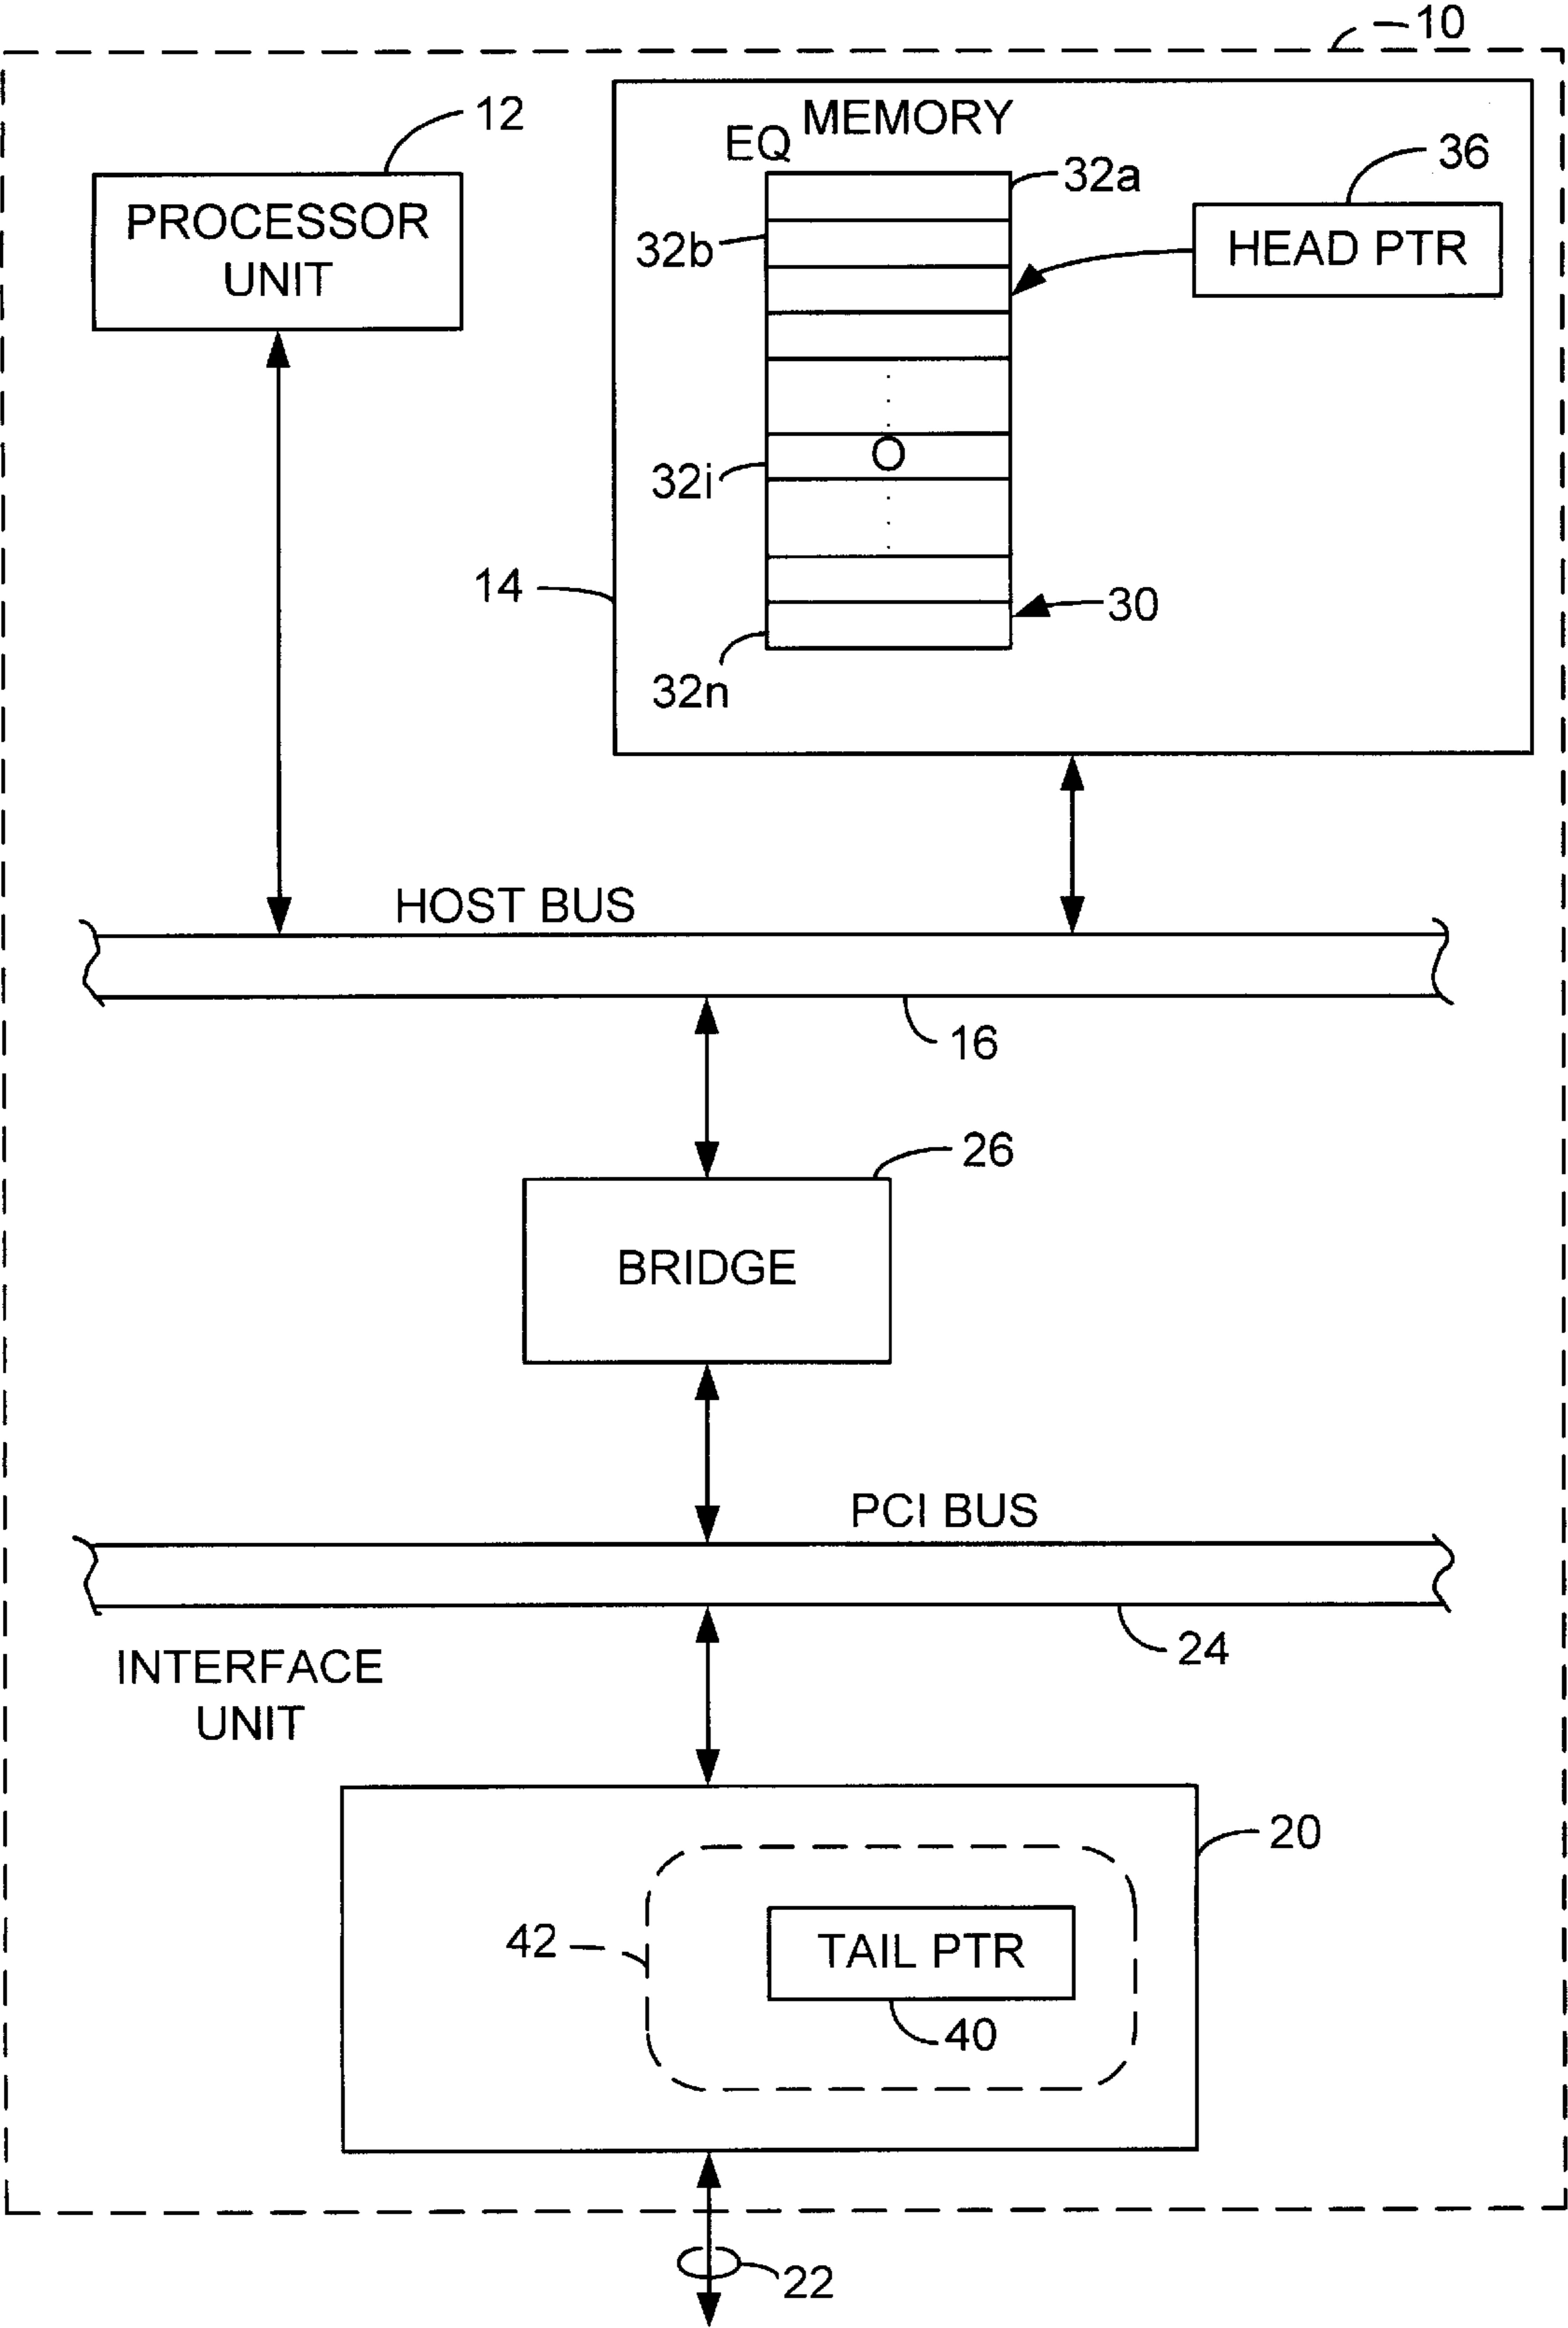 10
12
MEMORY
EQ
PROCESSOR
UNIT
32a
36
HEAD PTR
32b
32i
14
30
32n
HOST BUS
16
26
BRIDGE
PCI BUS
24
INTERFACE
UNIT
20
42
TAIL PTR
40
22